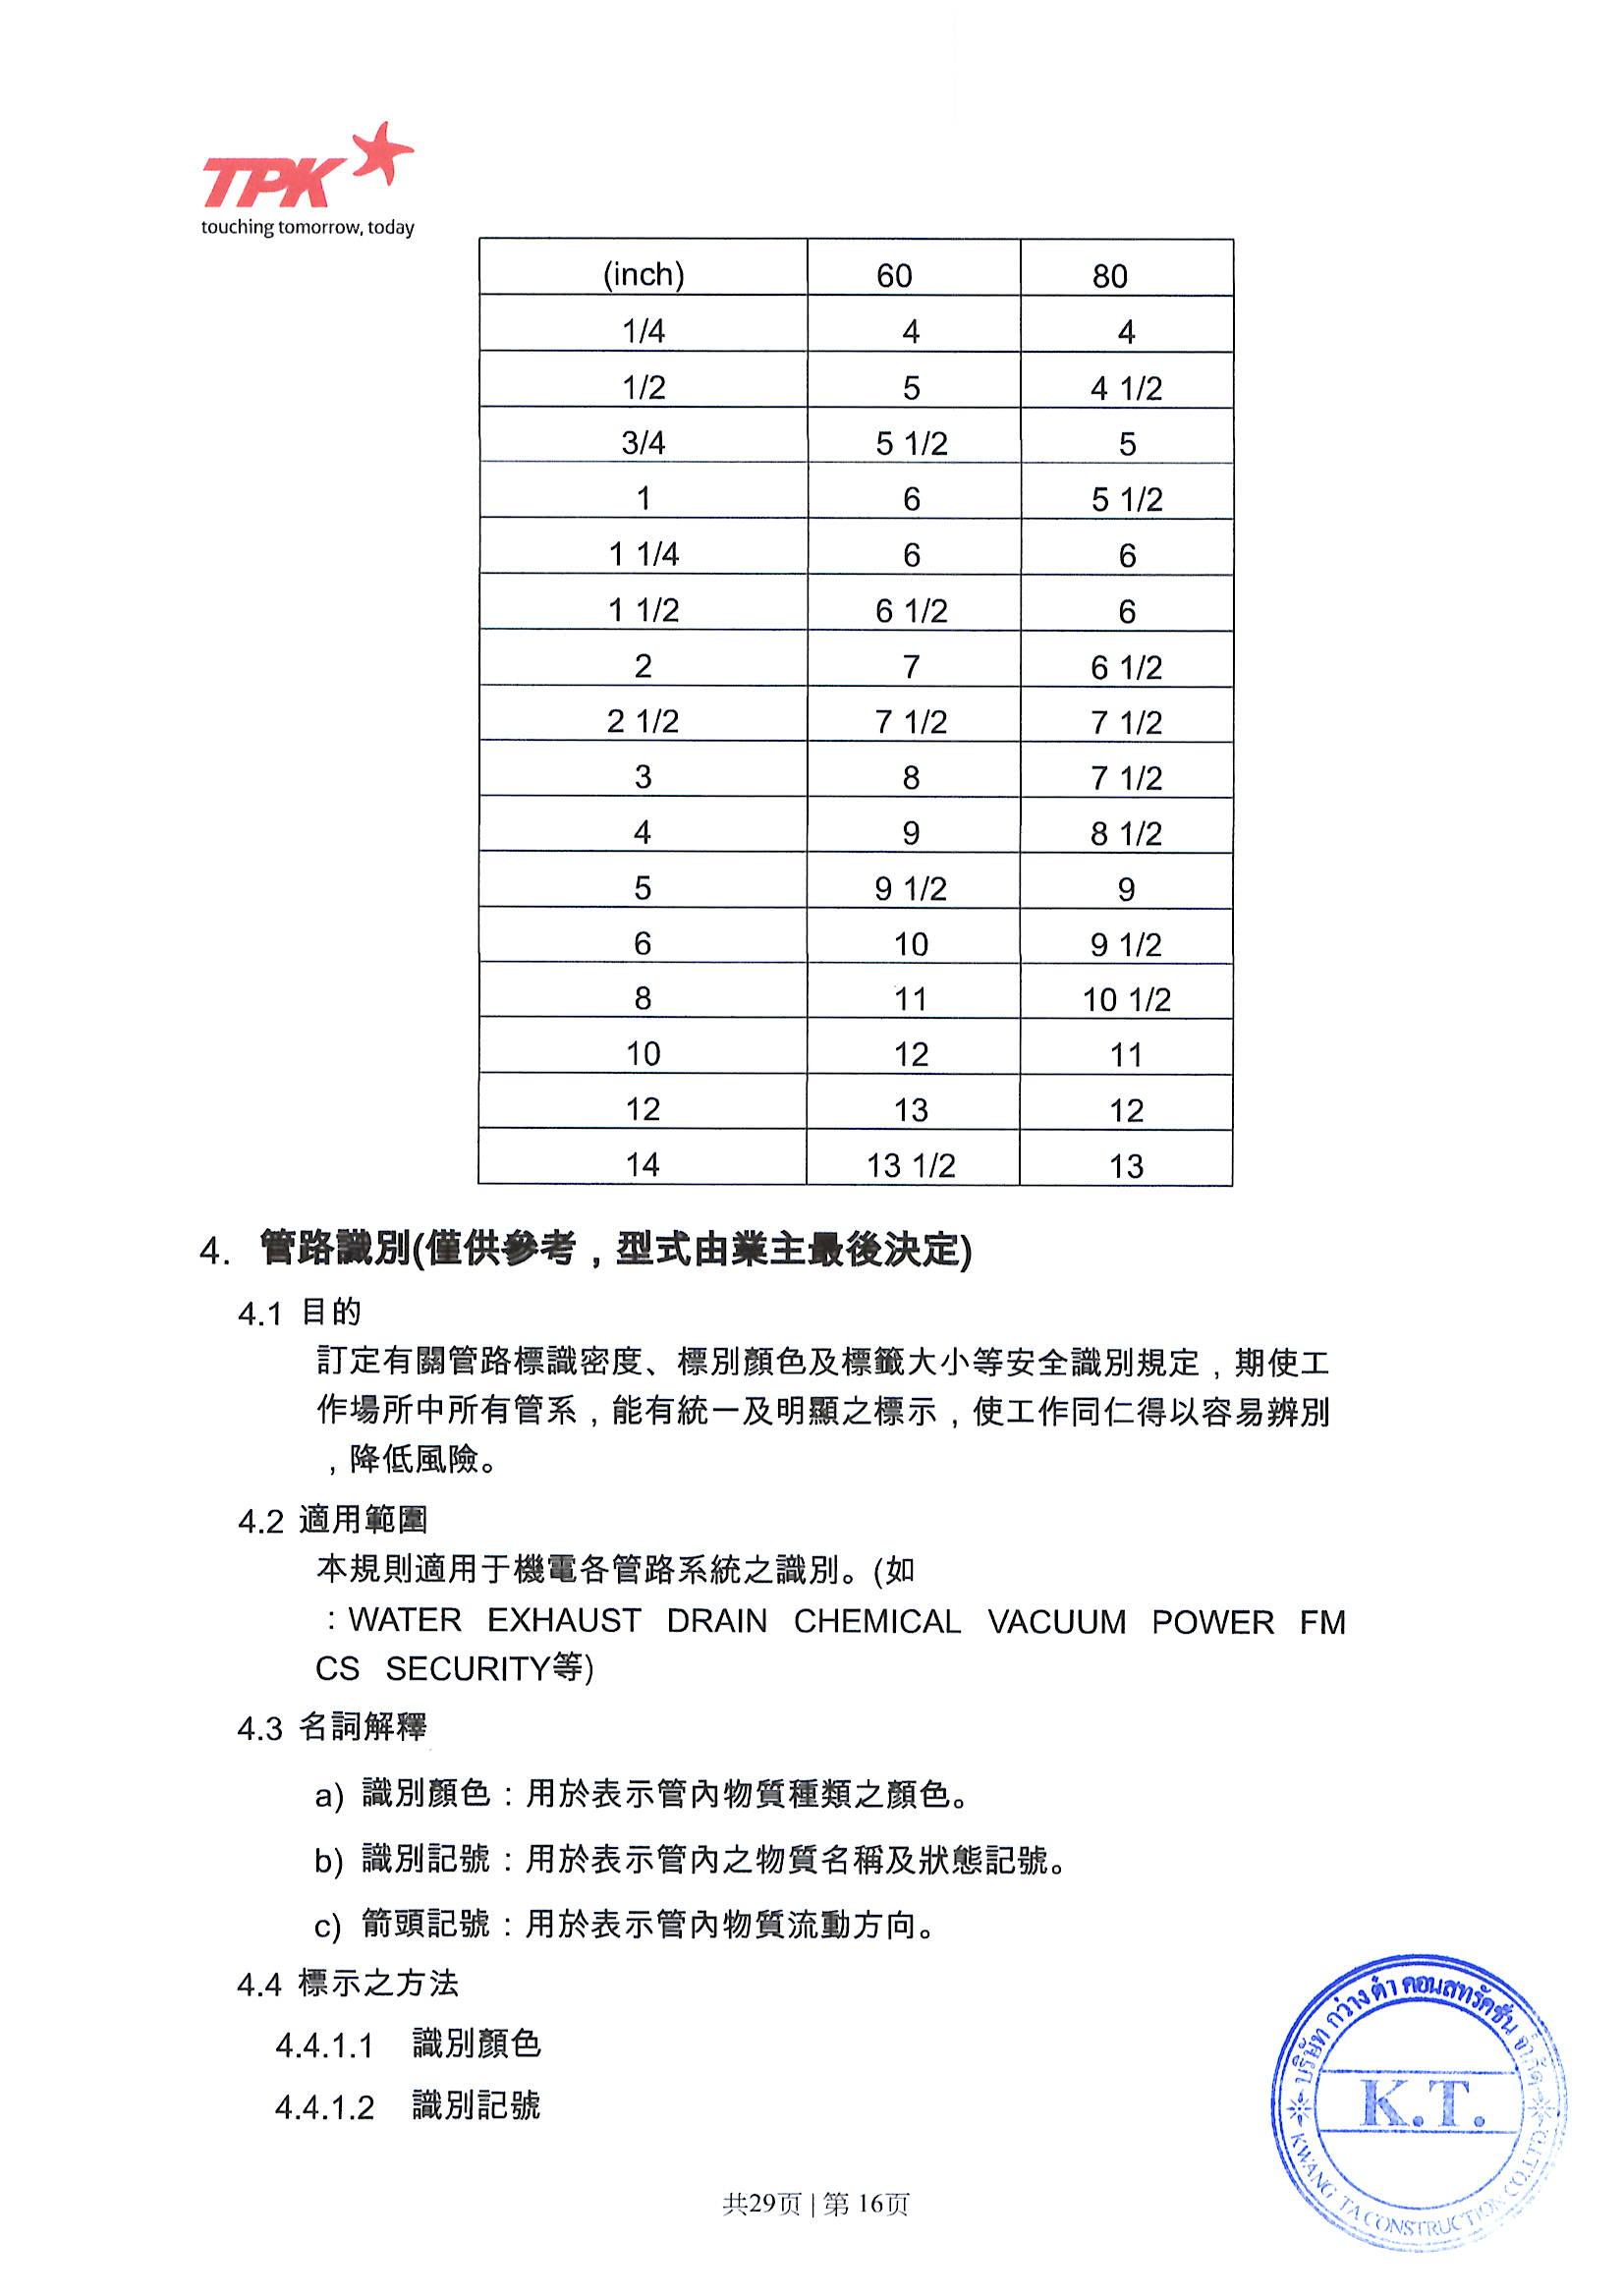 TPK
touching tomorrow, today
(inch) 60 80
1/4 4 4
1/2 5 4 1/2
3/4 5 1/2 5
1 6 5 1/2
1 1/4 6 6
1 1/2 6 1/2 6
2 7 6 1/2
2 1/2 7 1/2 7 1/2
3 8 7 1/2
4 9 8 1/2
5 9 1/2 9
6 10 9 1/2
8 11 10 1/2
10 12 11
12 13 12
14 13 1/2 13
4. 管路識別(僅供參考，型式由業主最後決定)
4.1 目的
訂定有關管路標識密度、標別顏色及標籤大小等安全識別規定，期使工
作場所中所有管系，能有統一及明顯之標示，使工作同仁得以容易辨別
，降低風險。
4.2 適用範圍
本規則適用于機電各管路系統之識別。(如
：WATER EXHAUST DRAIN CHEMICAL VACUUM POWER FM
CS SECURITY等)
4.3 名詞解釋
a) 識別顏色：用於表示管內物質種類之顏色。
b) 識別記號：用於表示管內之物質名稱及狀態記號。
c) 箭頭記號：用於表示管內物質流動方向。
4.4 標示之方法
4.4.1.1 識別顏色
4.4.1.2 識別記號
บริษัท กว่าง ต๋า คอนสทรัคชั่น จำกัด
K.T.
KWANG TA CONSTRUCTION CO.,LTD.
共29页 | 第 16页